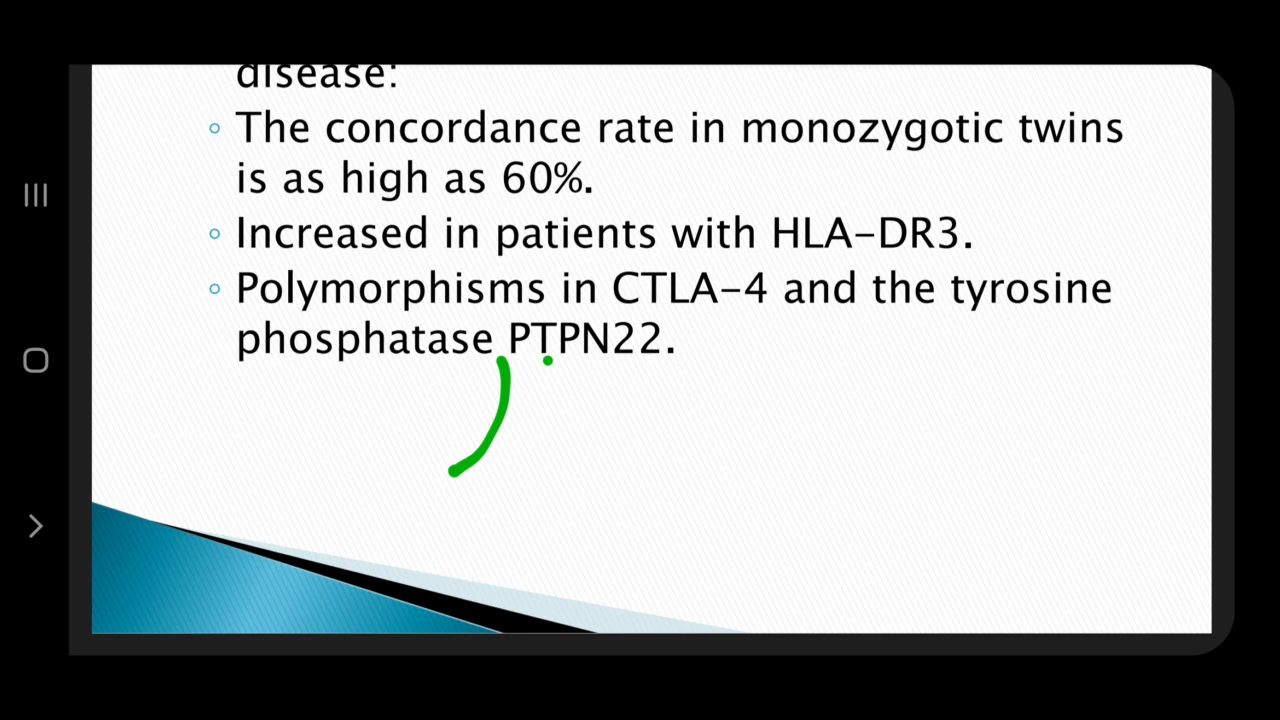 disease:
The concordance rate in monozygotic twins
is as high as 60%.
Increased in patients with HLA-DR3.
Polymorphisms in CTLA-4 and the tyrosine
phosphatase PTPN22.